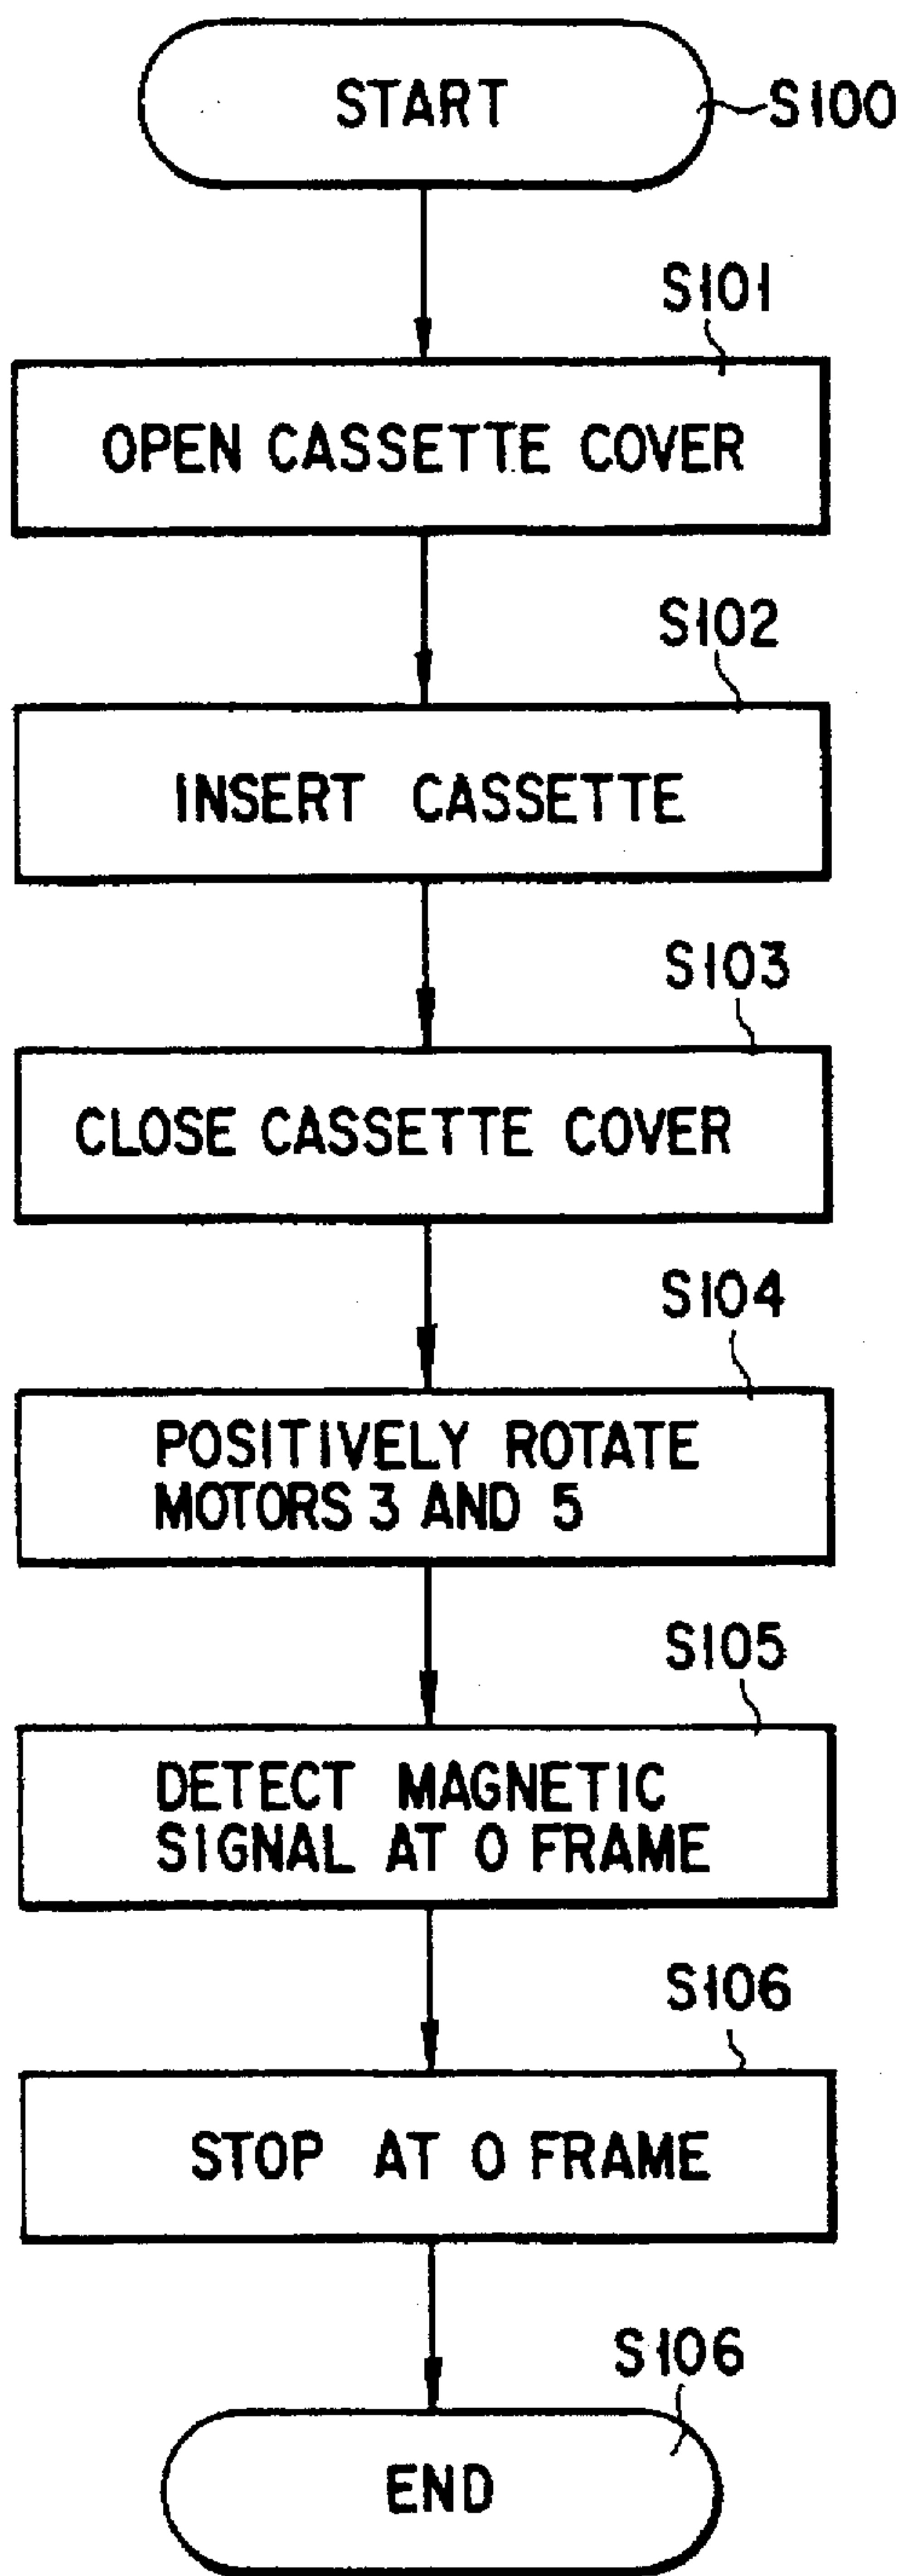 START
S100
S101
OPEN CASSETTE COVER
S102
INSERT CASSETTE
S103
CLOSE CASSETTE COVER
S104
POSITIVELY ROTATE
MOTORS 3 AND 5
S105
DETECT MAGNETIC
SIGNAL AT 0 FRAME
S106
STOP AT 0 FRAME
S106
END